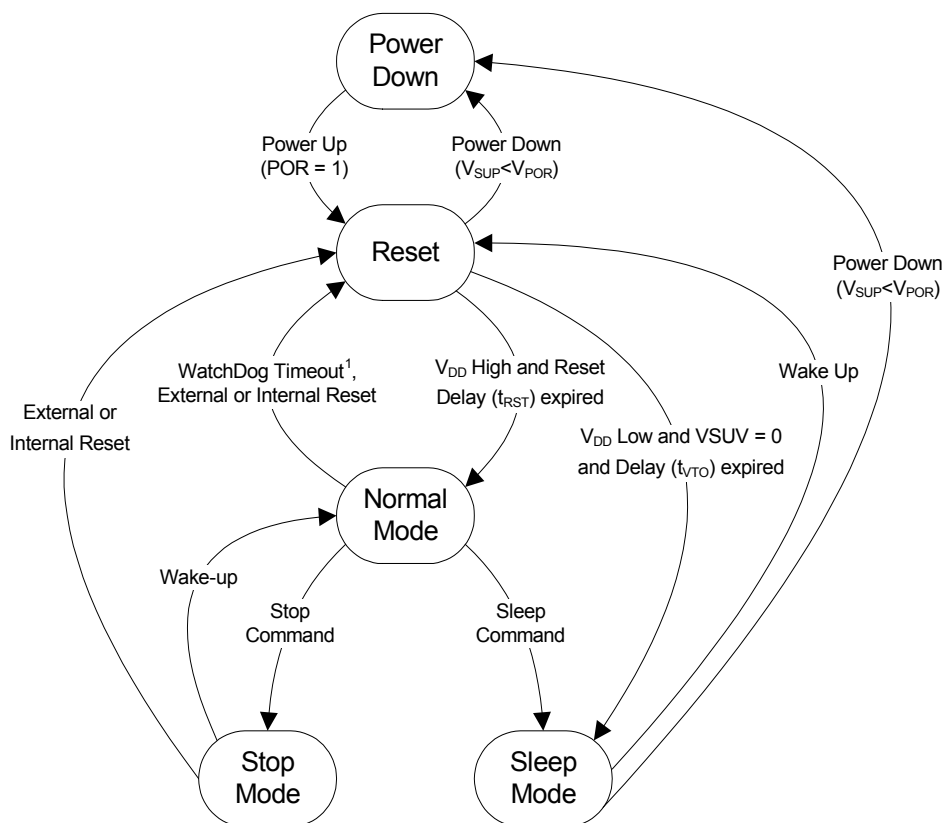 Power
Down
Power Up
(POR = 1)
Power Down
(VSUP<VPOR)
Reset
Power Down
(VSUP<VPOR)
WatchDog Timeout1,
External or Internal Reset
VDD High and Reset
Delay (tRST) expired
Wake Up
External or
Internal Reset
VDD Low and VSUV = 0
and Delay (tVTO) expired
Normal
Mode
Wake-up
Stop
Command
Sleep
Command
Stop
Mode
Sleep
Mode